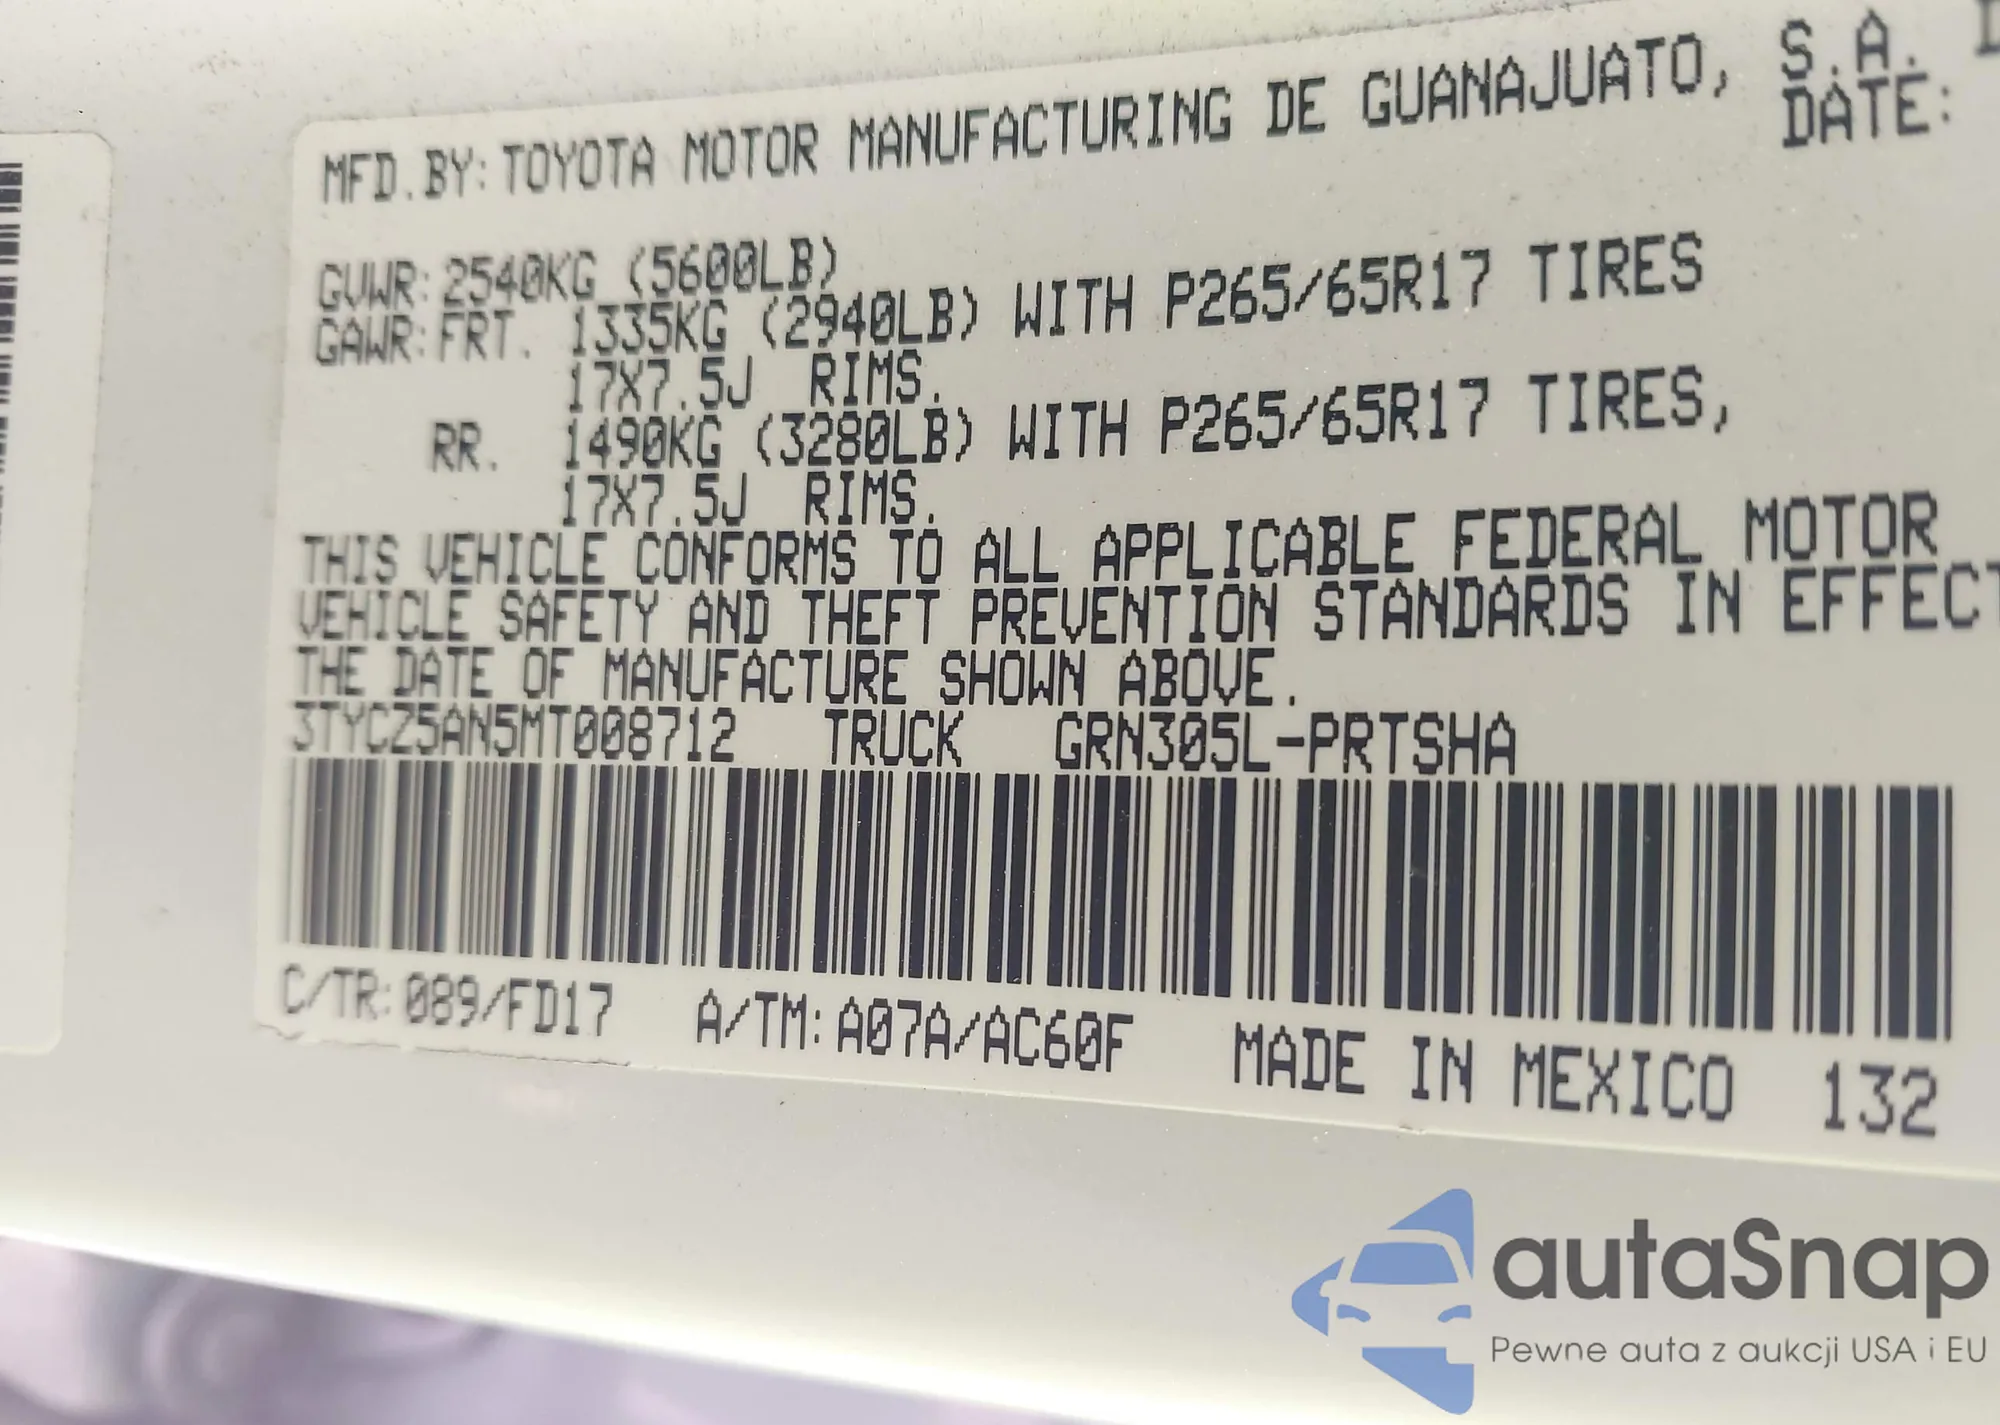 MFD.BY:TOYOTA MOTOR MANUFACTURING DE GUANAJUATO, S.A.
DATE:
GVWR:2540KG (5600LB)
GAWR:FRT. 1335KG (2940LB) WITH P265/65R17 TIRES
17X7.5J RIMS.
RR. 1490KG (3280LB) WITH P265/65R17 TIRES,
17X7.5J RIMS.
THIS VEHICLE CONFORMS TO ALL APPLICABLE FEDERAL MOTOR
VEHICLE SAFETY AND THEFT PREVENTION STANDARDS IN EFFECT
THE DATE OF MANUFACTURE SHOWN ABOVE.
3TYCZ5AN5MT008712 TRUCK GRN305L-PRTSHA
C/TR:089/FD17 A/TM:A07A/AC60F MADE IN MEXICO 132
autaSnap
Pewne auta z aukcji USA i EU